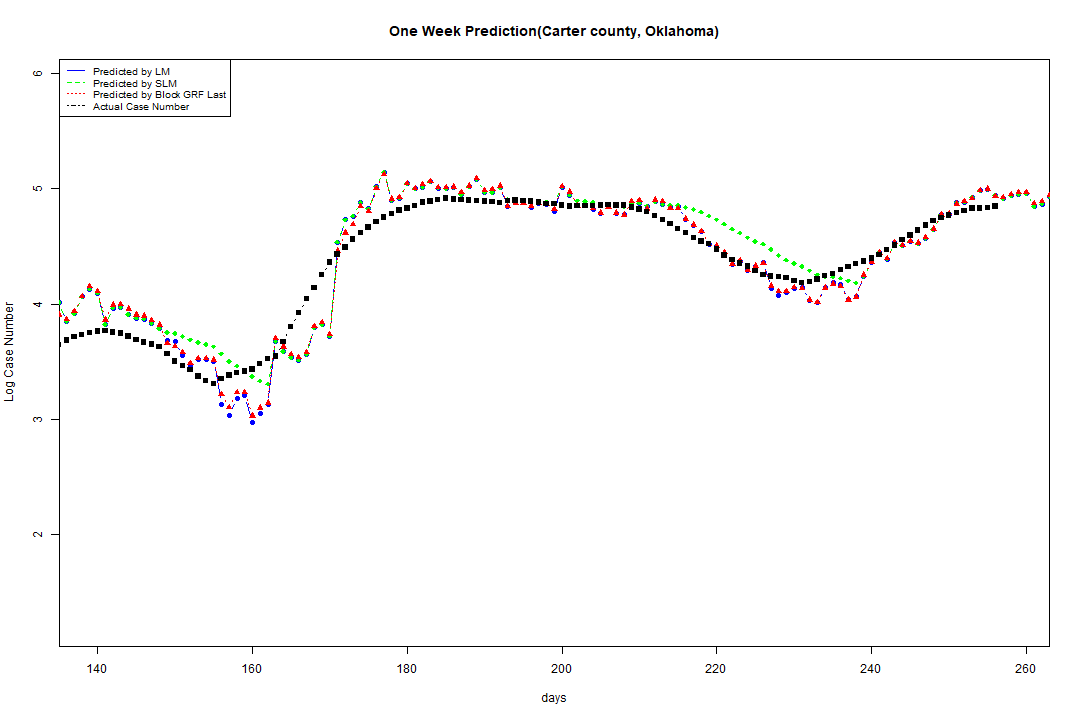 One Week Prediction(Carter county, Oklahoma)
Predicted by LM
Predicted by SLM
Predicted by Block GRF Last
Actual Case Number
6
5
4
3
2
Log Case Number
140 160 180 200 220 240 260
days